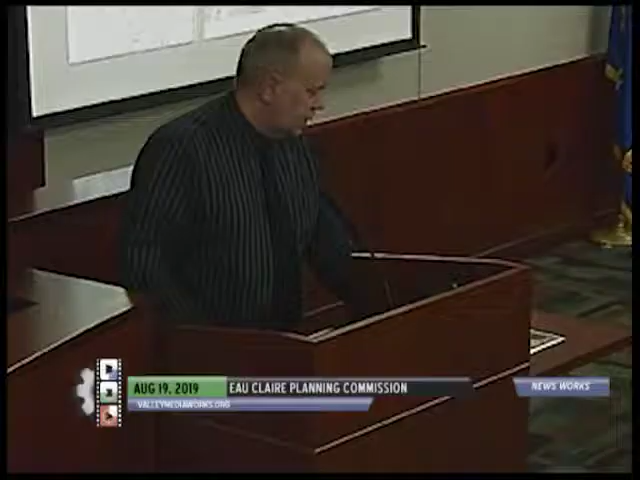 AUG 19, 2019 EAU CLAIRE PLANNING COMMISSION NEWS WORKS
VALLEYMEDIAWORKS.ORG